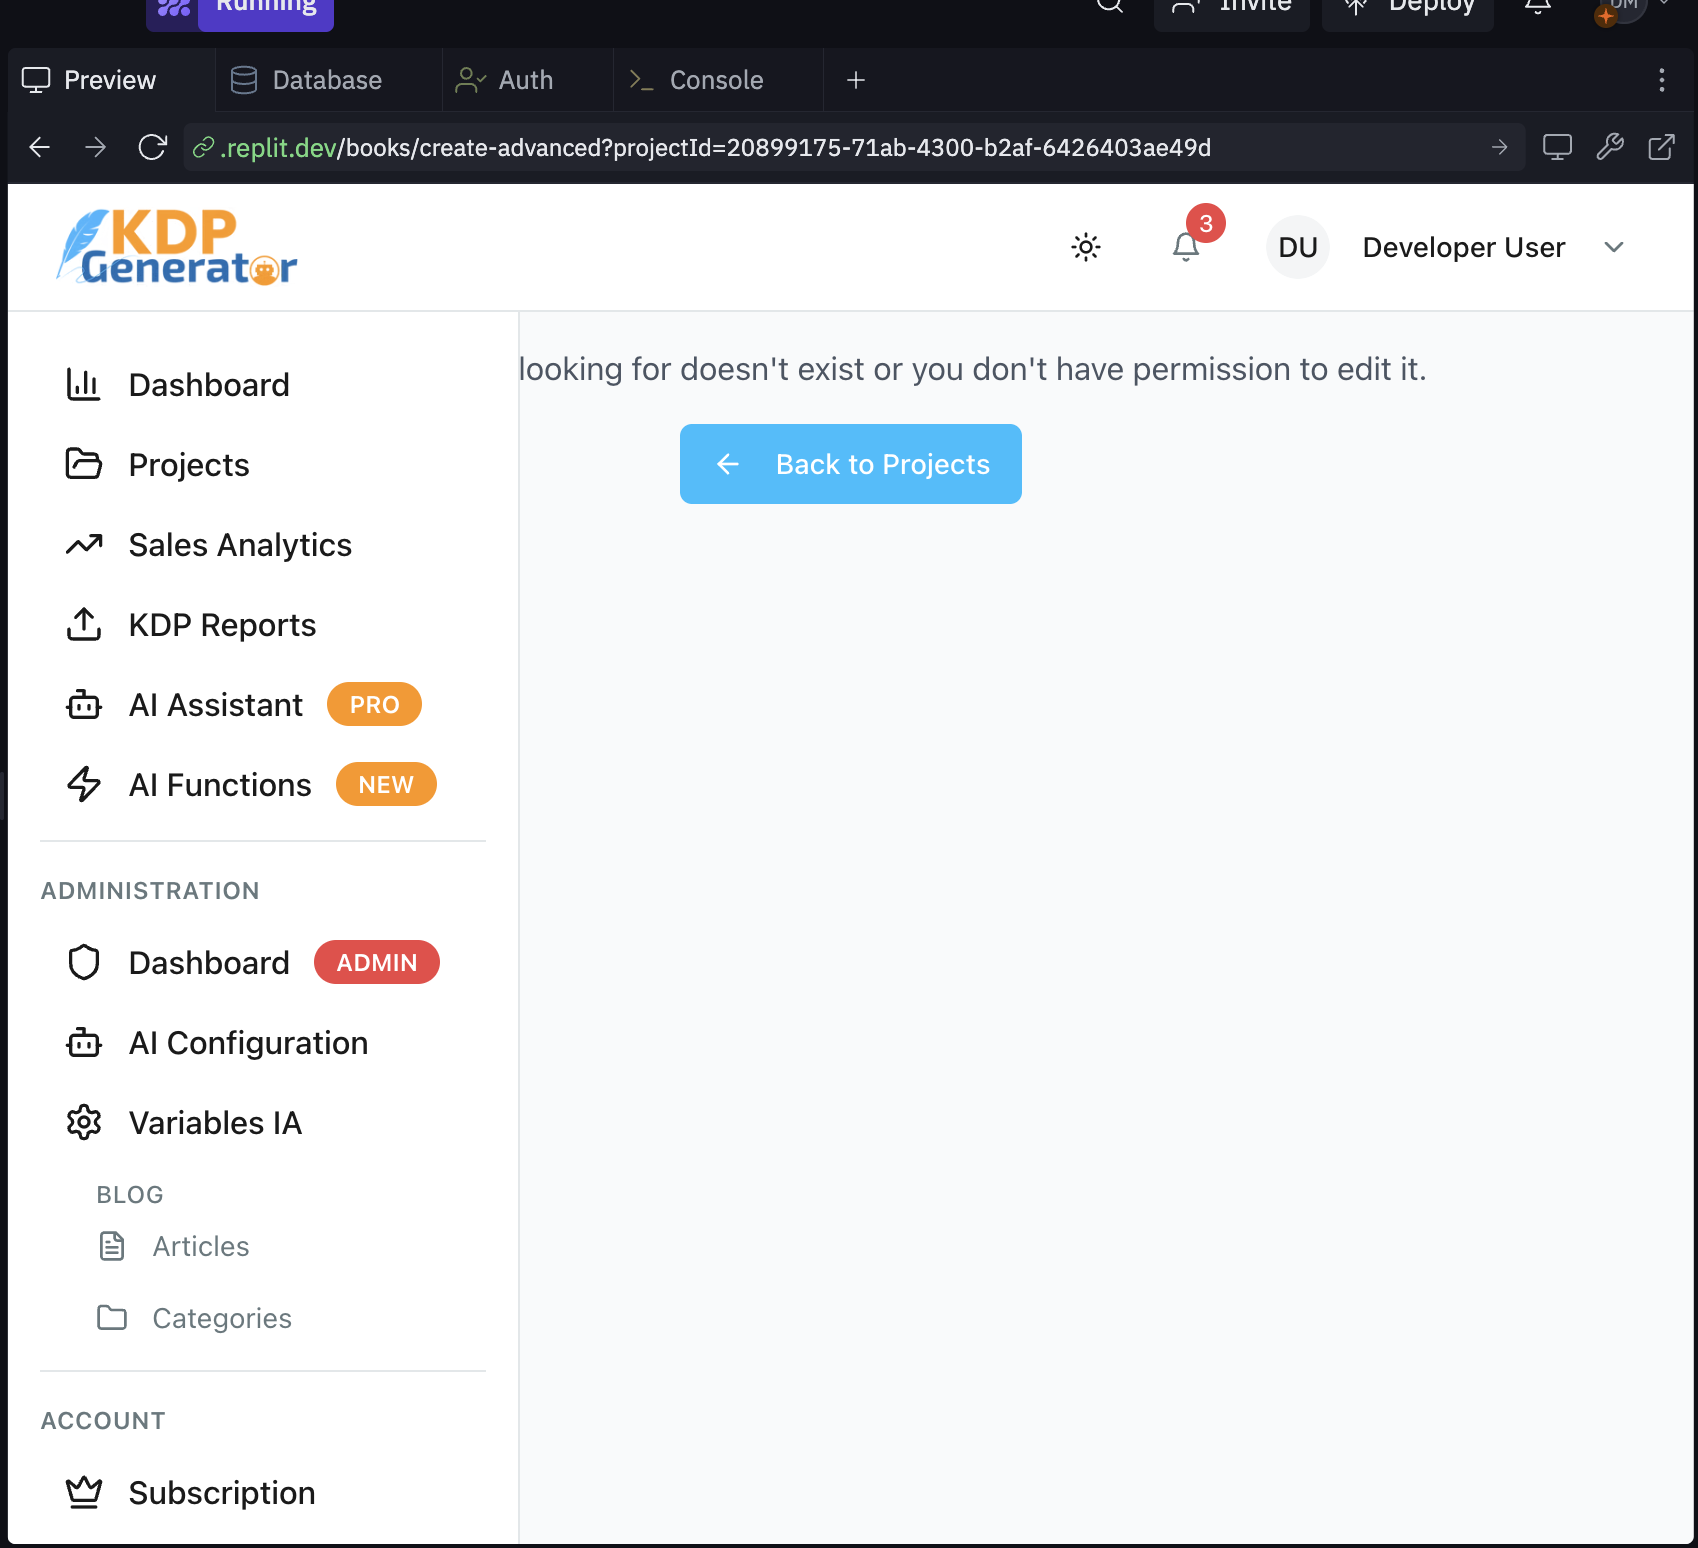 Running
Invite
Deploy
Preview
Database
Auth
Console
.replit.dev/books/create-advanced?projectId=20899175-71ab-4300-b2af-6426403ae49d
KDP
Generator
3
DU
Developer User
looking for doesn't exist or you don't have permission to edit it.
Back to Projects
Dashboard
Projects
Sales Analytics
KDP Reports
AI Assistant PRO
AI Functions NEW
ADMINISTRATION
Dashboard ADMIN
AI Configuration
Variables IA
BLOG
Articles
Categories
ACCOUNT
Subscription